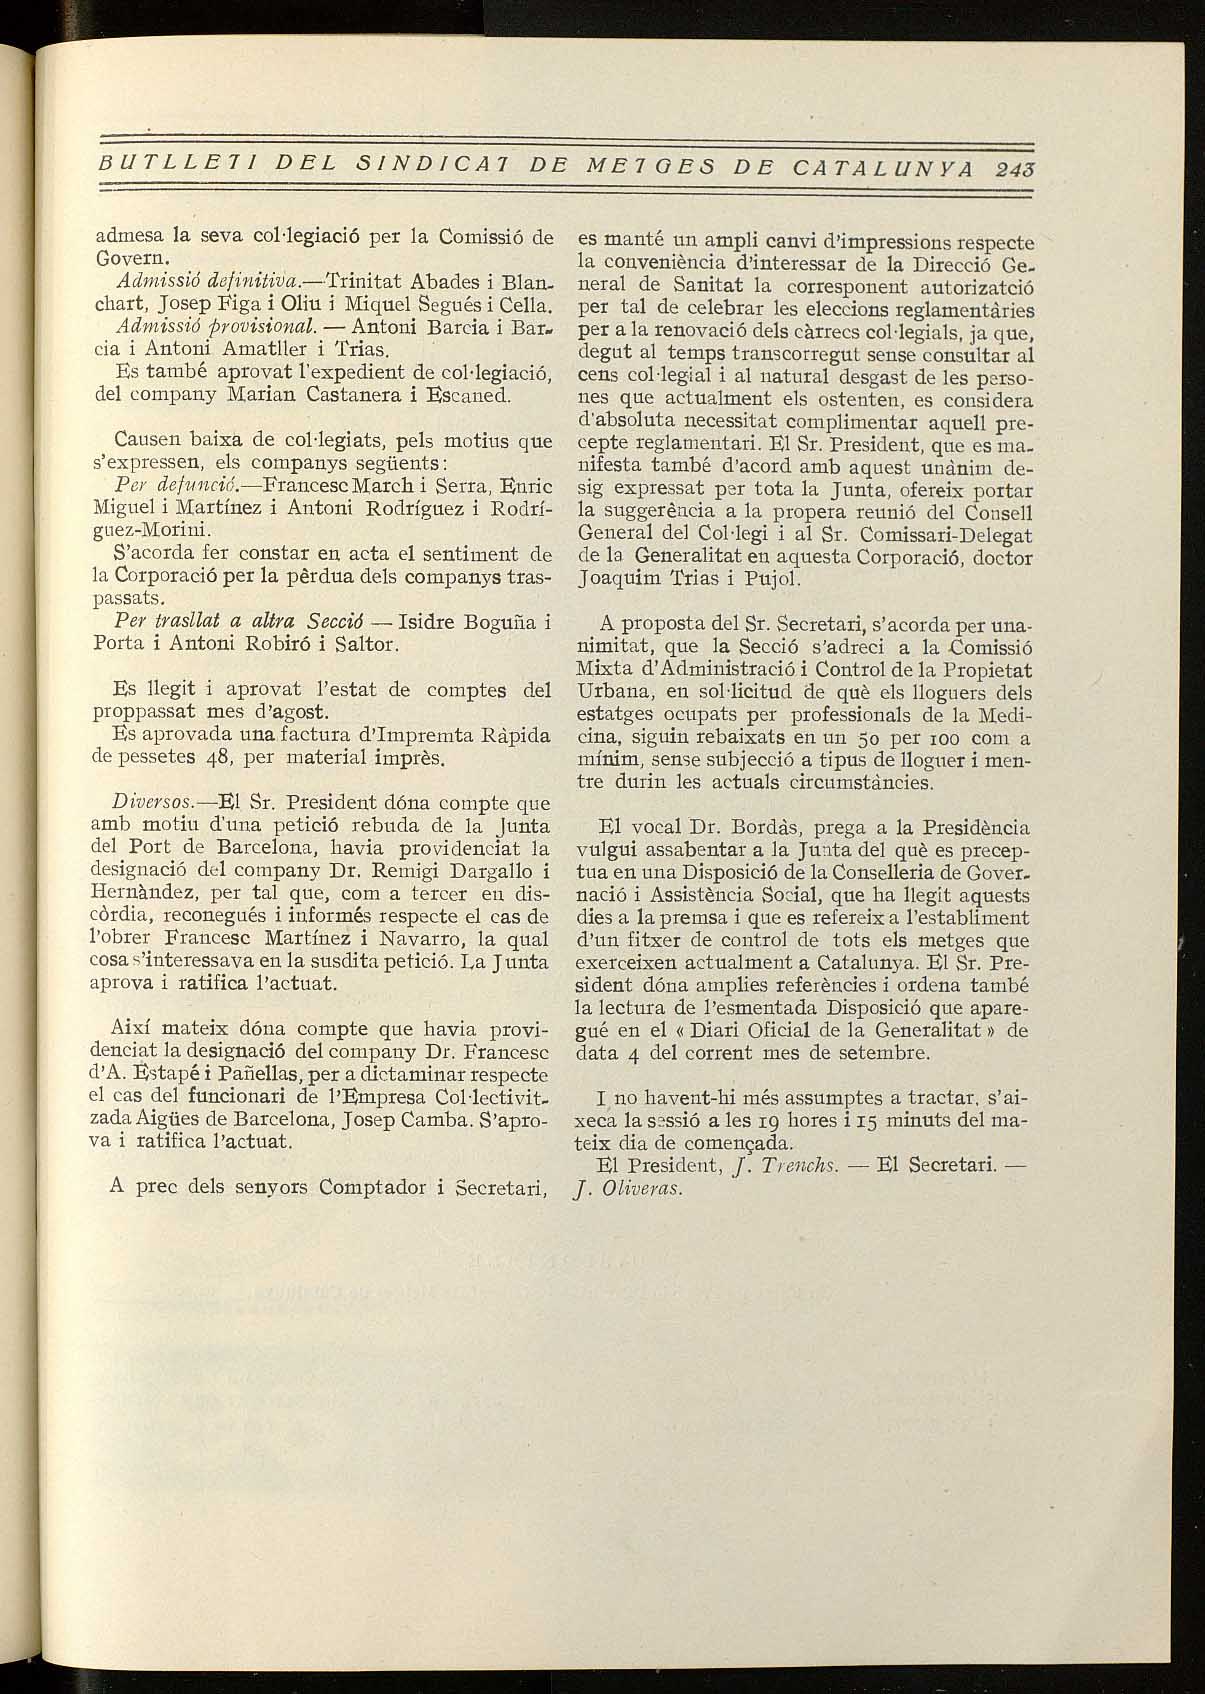 BUTLLETI DEL SINDICAT DE METGES DE CATALUNYA 243
admesa la seva col·legiació per la Comissió de
Govern.
Admissió definitiva.—Trinitat Abades i Blan-
chart, Josep Figa i Oliu i Miquel Segués i Cella.
Admissió provisional. — Antoni Barcia i Bar-
cia i Antoni Amatller i Trias.
Es també aprovat l'expedient de col·legiació,
del company Marian Castanera i Escaned.
Causen baixa de col·legiats, pels motius que
s'expressen, els companys següents:
Per defunció.—Francesc March i Serra, Enric
Miguel i Martínez i Antoni Rodríguez i Rodrí-
guez-Morini.
S'acorda fer constar en acta el sentiment de
la Corporació per la pèrdua dels companys tras-
passats.
Per trasllat a altra Secció — Isidre Boguña i
Porta i Antoni Robiró i Saltor.
Es llegit i aprovat l'estat de comptes del
proppassat mes d'agost.
Es aprovada una factura d'Impremta Ràpida
de pessetes 48, per material imprès.
Diversos.—El Sr. President dóna compte que
amb motiu d'una petició rebuda de la Junta
del Port de Barcelona, havia providenciat la
designació del company Dr. Remigi Dargallo i
Hernàndez, per tal que, com a tercer en dis-
còrdia, reconegués i informés respecte el cas de
l'obrer Francesc Martínez i Navarro, la qual
cosa s'interessava en la susdita petició. La Junta
aprova i ratifica l'actuat.
Així mateix dóna compte que havia provi-
denciat la designació del company Dr. Francesc
d'A. Estapé i Pañellas, per a dictaminar respecte
el cas del funcionari de l'Empresa Col·lectivit-
zada Aigües de Barcelona, Josep Camba. S'apro-
va i ratifica l'actuat.
A prec dels senyors Comptador i Secretari,
es manté un ampli canvi d'impressions respecte
la conveniència d'interessar de la Direcció Ge-
neral de Sanitat la corresponent autorizatció
per tal de celebrar les eleccions reglamentàries
per a la renovació dels càrrecs col·legials, ja que,
degut al temps transcorregut sense consultar al
cens col·legial i al natural desgast de les perso-
nes que actualment els ostenten, es considera
d'absoluta necessitat complimentar aquell pre-
cepte reglamentari. El Sr. President, que es ma-
nifesta també d'acord amb aquest unànim de-
sig expressat per tota la Junta, ofereix portar
la suggerència a la propera reunió del Consell
General del Col·legi i al Sr. Comissari-Delegat
de la Generalitat en aquesta Corporació, doctor
Joaquim Trias i Pujol.
A proposta del Sr. Secretari, s'acorda per una-
nimitat, que la Secció s'adreci a la Comissió
Mixta d'Administració i Control de la Propietat
Urbana, en sol·licitud de què els lloguers dels
estatges ocupats per professionals de la Medi-
cina, siguin rebaixats en un 50 per 100 com a
mínim, sense subjecció a tipus de lloguer i men-
tre durin les actuals circumstàncies.
El vocal Dr. Bordàs, prega a la Presidència
vulgui assabentar a la Junta del què es precep-
tua en una Disposició de la Conselleria de Gover-
nació i Assistència Social, que ha llegit aquests
dies a la premsa i que es refereix a l'establiment
d'un fitxer de control de tots els metges que
exerceixen actualment a Catalunya. El Sr. Pre-
sident dóna amplies referències i ordena també
la lectura de l'esmentada Disposició que apare-
gué en el « Diari Oficial de la Generalitat » de
data 4 del corrent mes de setembre.
I no havent-hi més assumptes a tractar, s'ai-
xeca la sessió a les 19 hores i 15 minuts del ma-
teix dia de començada.
El President, J. Trenchs. — El Secretari. —
J. Oliveras.